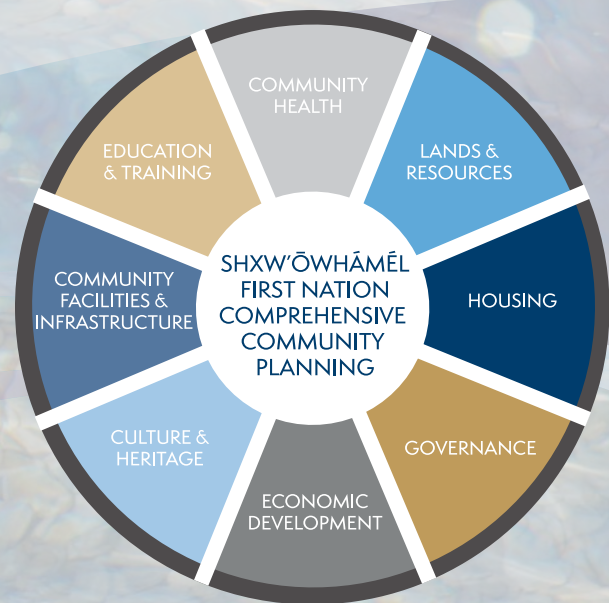 COMMUNITY
HEALTH
LANDS &
RESOURCES
HOUSING
GOVERNANCE
ECONOMIC
DEVELOPMENT
CULTURE &
HERITAGE
COMMUNITY
FACILITIES &
INFRASTRUCTURE
EDUCATION
& TRAINING
SHXW'ŌWHÁMÉL
FIRST NATION
COMPREHENSIVE
COMMUNITY
PLANNING